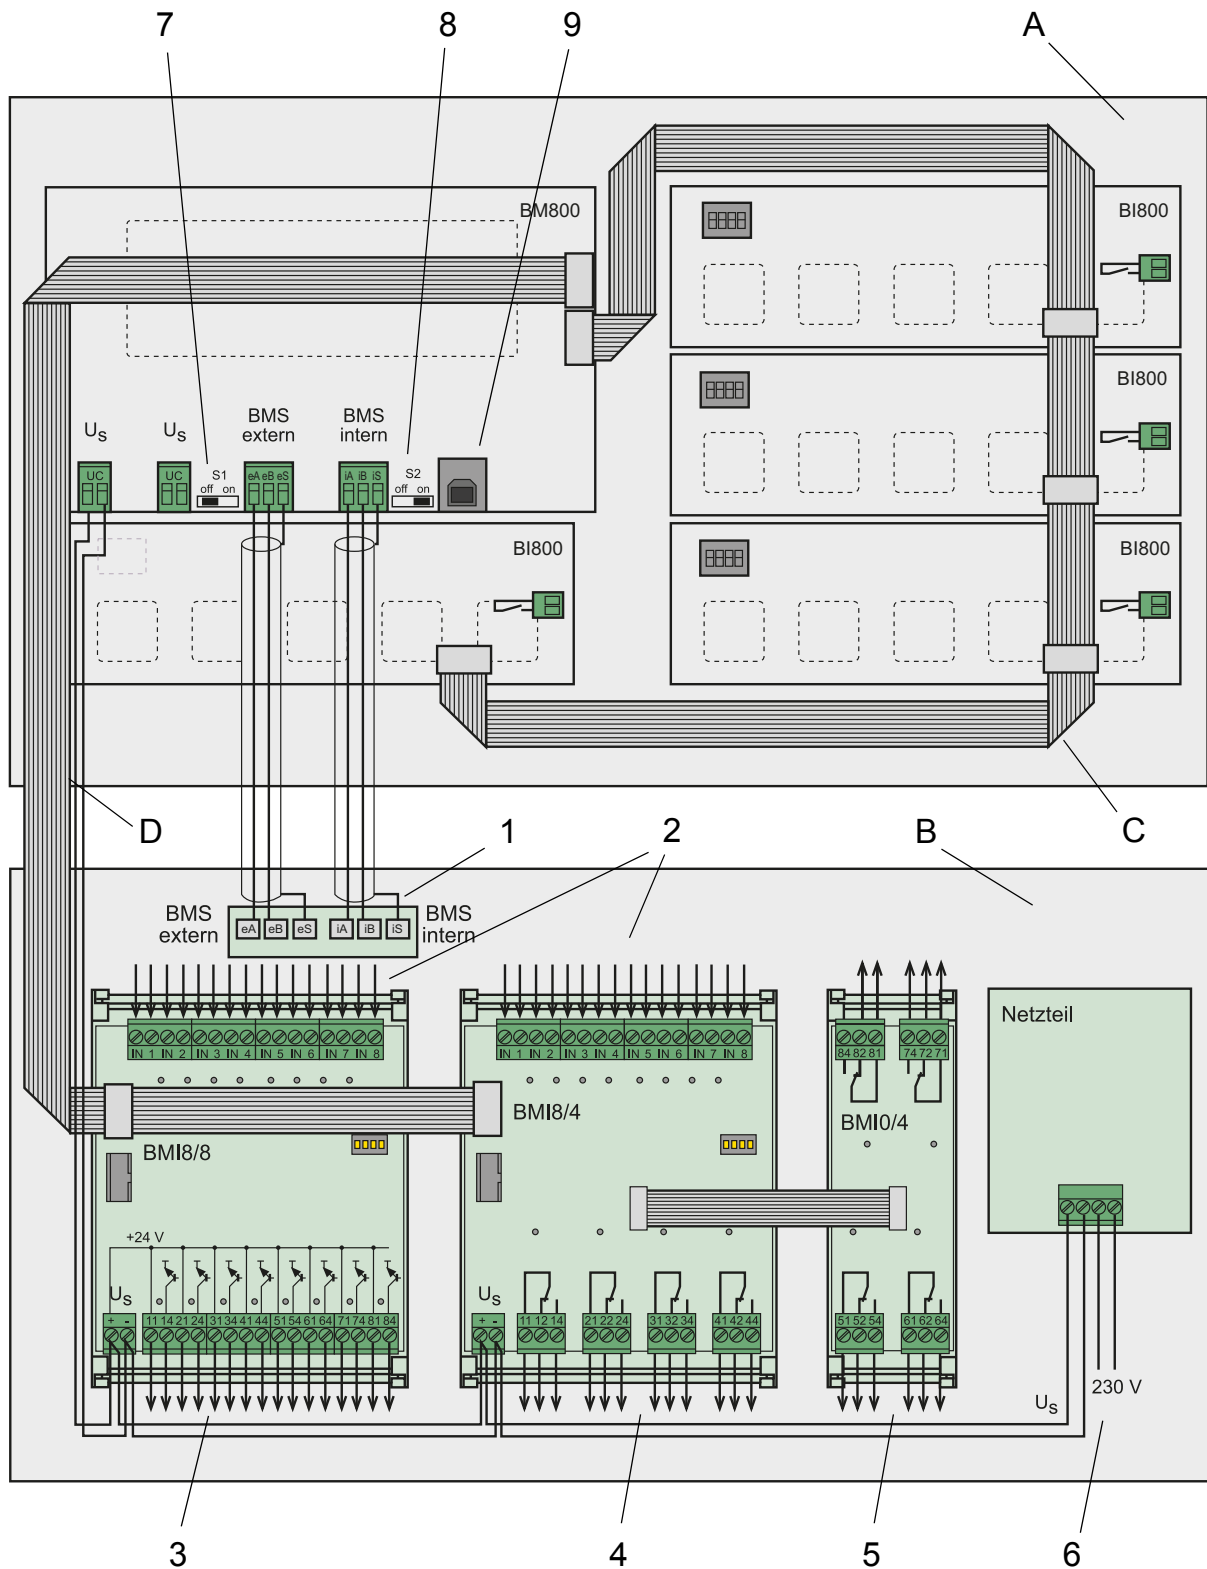 7 8 9 A
BM800
BI800
BI800
BI800
BI800
Us
UC
Us
UC
S1
off on
BMS
extern
eA eB eS
BMS
intern
iA iB iS
S2
off on
D 1 2 B C
BMS
extern
eA eB eS iA iB iS
BMS
intern
IN 1 IN 2 IN 3 IN 4 IN 5 IN 6 IN 7 IN 8
BMI8/8
+24 V
Us
+ -
11 14 21 24 31 34 41 44 51 54 61 64 71 74 81 84
IN 1 IN 2 IN 3 IN 4 IN 5 IN 6 IN 7 IN 8
BMI8/4
Us
+ -
11 12 14 21 22 24 31 32 34 41 42 44
84 82 81 74 72 71
BMI0/4
51 52 54 61 62 64
Netzteil
Us
230 V
3 4 5 6